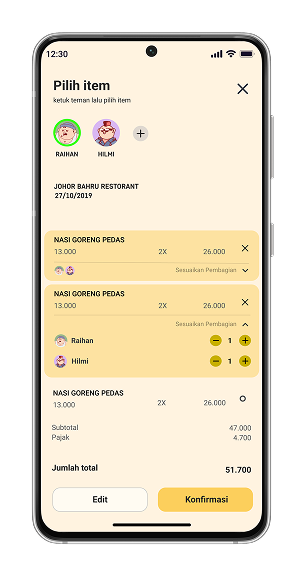 12:30
Pilih item
ketuk teman lalu pilih item
RAIHAN HILMI
JOHOR BAHRU RESTORANT
27/10/2019
NASI GORENG PEDAS
13.000 2X 26.000
Sesuaikan Pembagian
NASI GORENG PEDAS
13.000 2X 26.000
Sesuaikan Pembagian
Raihan 1
Hilmi 1
NASI GORENG PEDAS
13.000 2X 26.000
Subtotal 47.000
Pajak 4.700
Jumlah total 51.700
Edit Konfirmasi